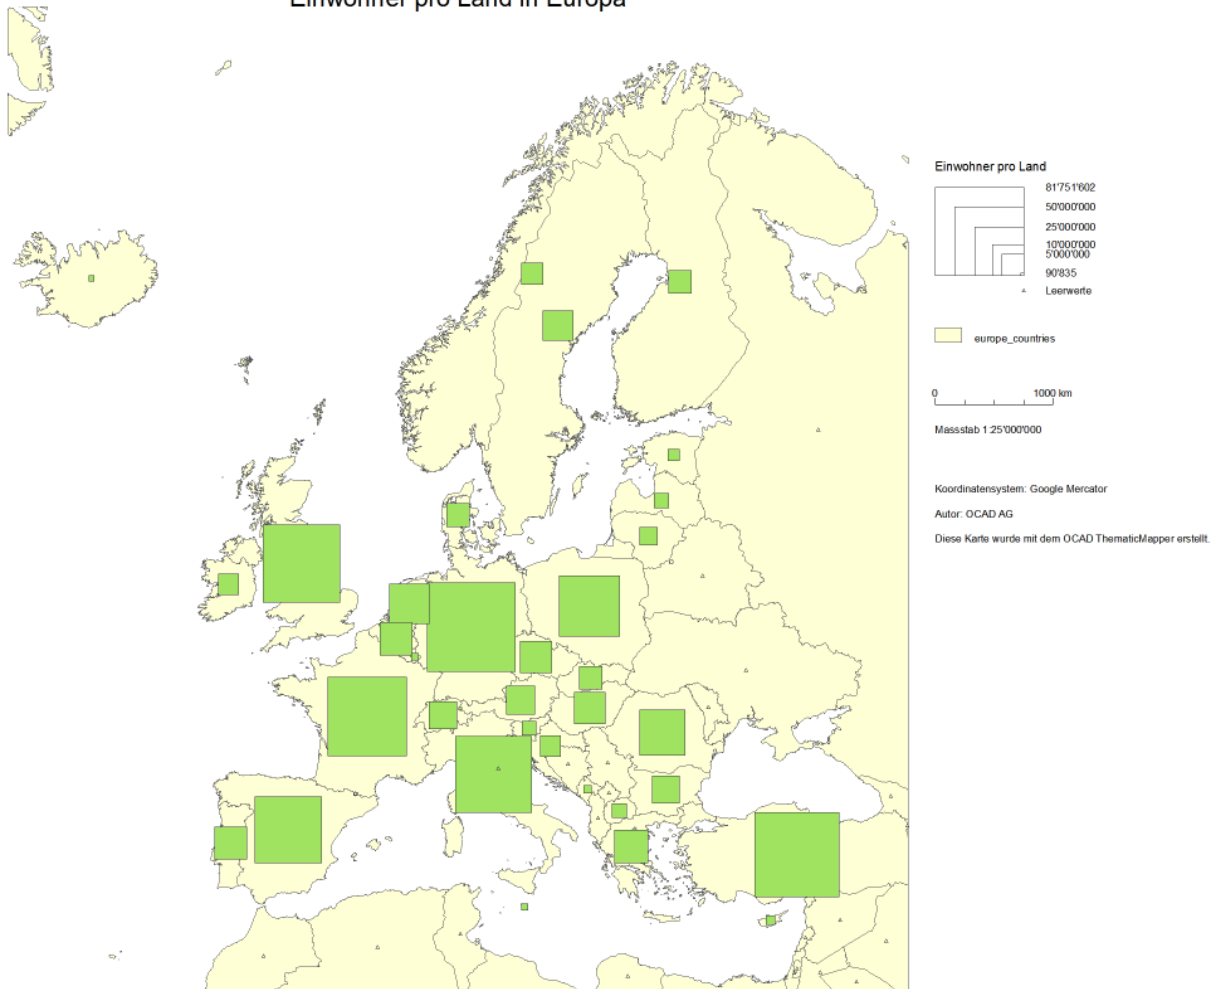 Einwohner pro Land in Europa
Einwohner pro Land
81'751'602
50'000'000
25'000'000
10'000'000
5'000'000
90'835
Leerwerte
europe_countries
0 1000 km
Massstab 1:25'000'000
Koordinatensystem: Google Mercator
Autor: OCAD AG
Diese Karte wurde mit dem OCAD ThematicMapper erstellt.